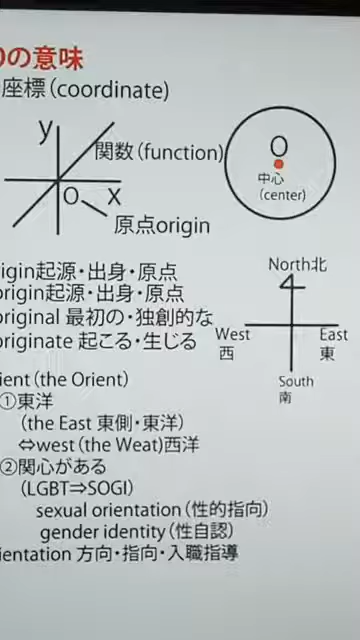 Oの意味
座標(coordinate)
y
関数(function)
O
中心
(center)
O
x
原点origin
North北
igin起源・出身・原点
origin起源・出身・原点
original 最初の・独創的な
originate 起こる・生じる
West
西
East
東
South
南
ient(the Orient)
①東洋
(the East 東側・東洋)
⇔west(the Weat)西洋
②関心がある
(LGBT⇒SOGI)
sexual orientation(性的指向)
gender identity(性自認)
ientation 方向・指向・入職指導